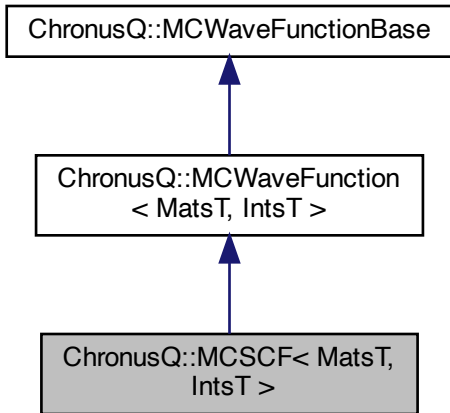 ChronusQ::MCWaveFunctionBase
ChronusQ::MCWaveFunction
< MatsT, IntsT >
ChronusQ::MCSCF< MatsT,
IntsT >